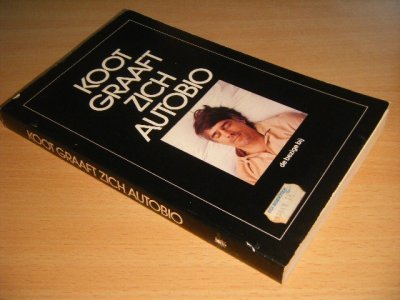 KOOT
GRAAFT
ZICH
AUTOBIO
de bezige bij
KOOT GRAAFT ZICH AUTOBIO